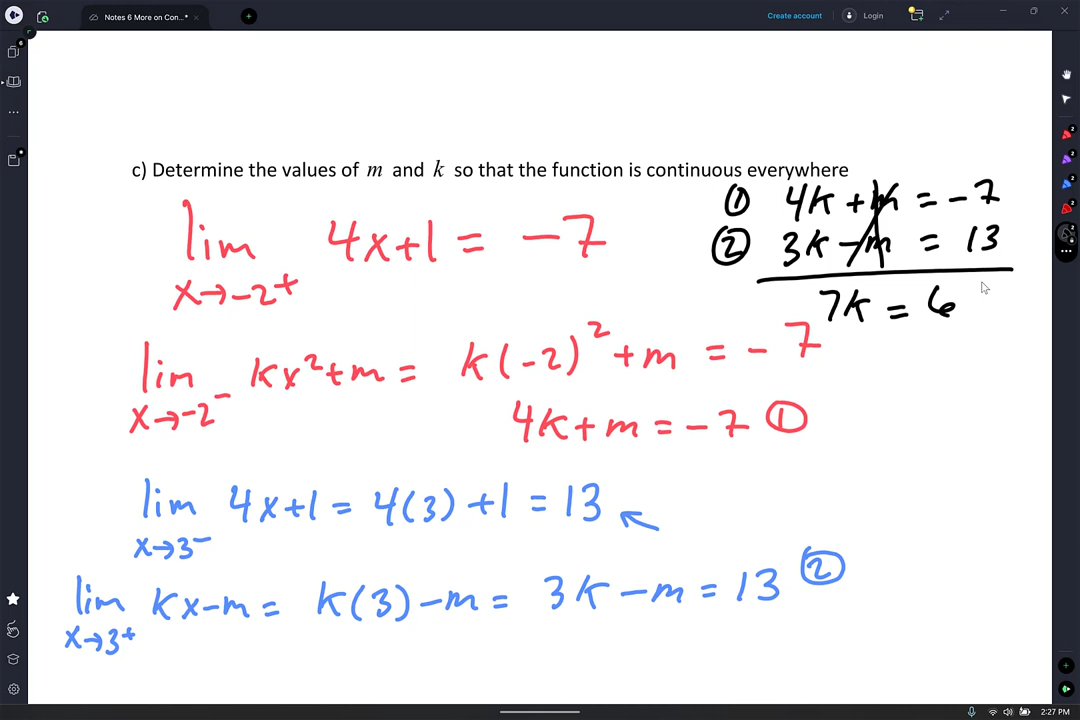 Notes 6 More on Con...*
Create account
Login
c) Determine the values of m and k so that the function is continuous everywhere
① 4k + m = -7
② 3k - m = 13
7k = 6
lim x→-2⁺ 4x+1 = -7
lim x→-2⁻ kx²+m = k(-2)² + m = -7
4k + m = -7 ①
lim x→3⁻ 4x+1 = 4(3)+1 = 13
lim x→3⁺ kx-m = k(3)-m = 3k - m = 13 ②
2:27 PM